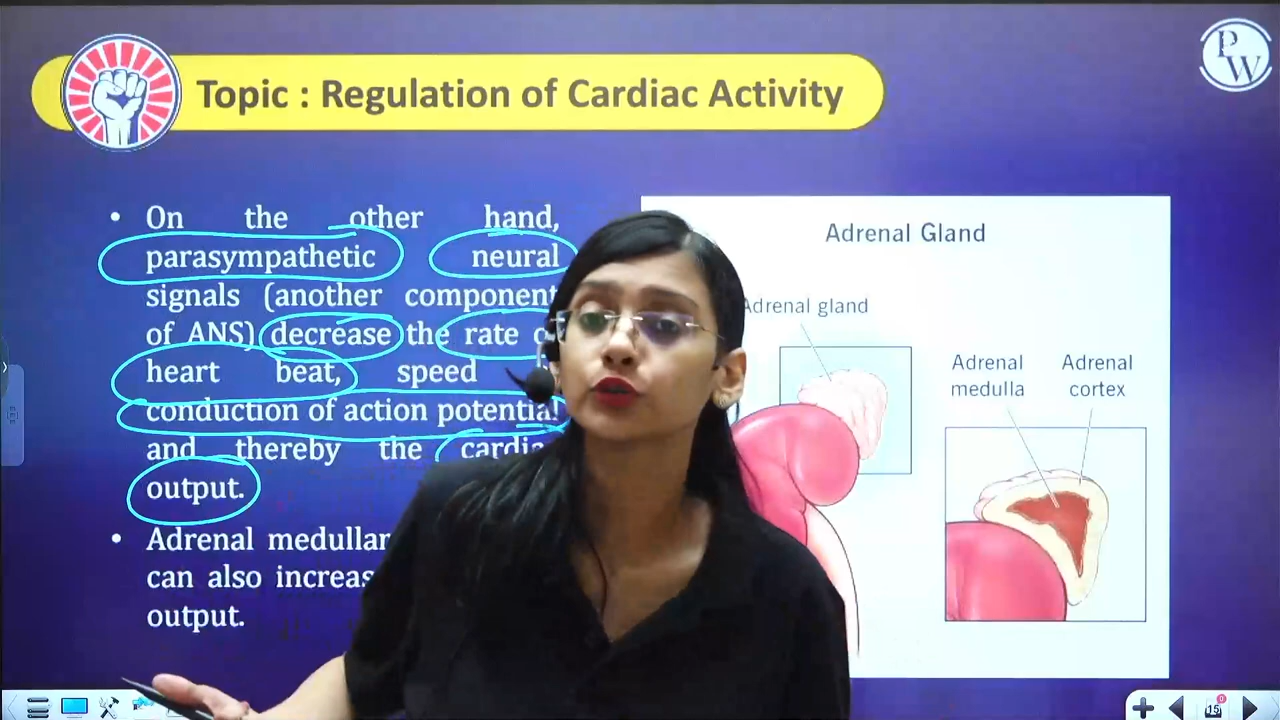 Topic : Regulation of Cardiac Activity
PW
• On the other hand,
parasympathetic neural
signals (another component
of ANS) decrease the rate
heart beat, speed
conduction of action potential
and thereby the
output.
• Adrenal
can also
output.
Adrenal Gland
Adrenal gland
Adrenal medulla
Adrenal cortex
15